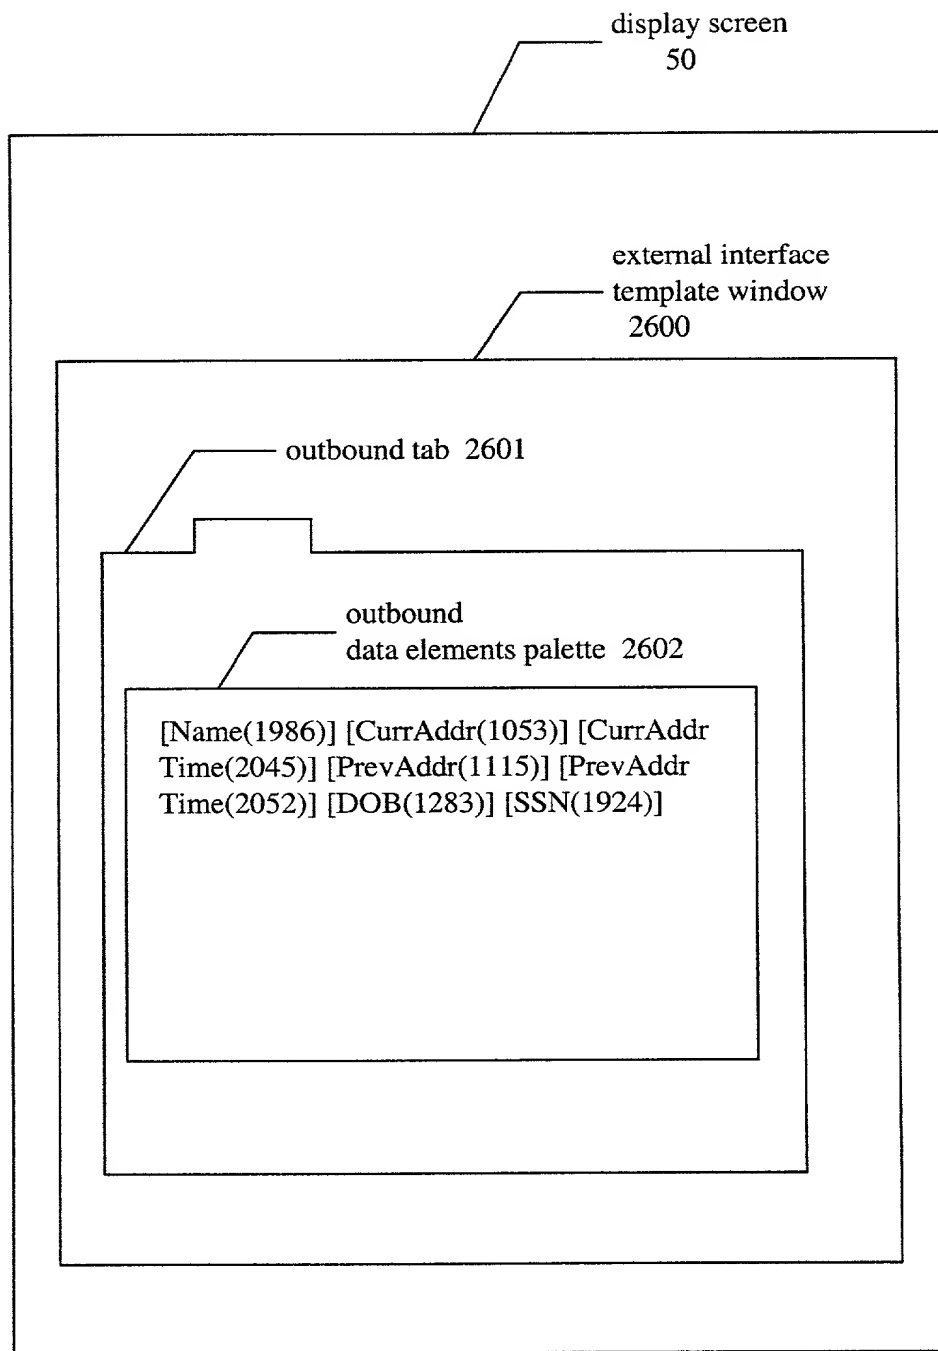 display screen
50
external interface
template window
2600
outbound tab 2601
outbound
data elements palette 2602
[Name(1986)] [CurrAddr(1053)] [CurrAddr
Time(2045)] [PrevAddr(1115)] [PrevAddr
Time(2052)] [DOB(1283)] [SSN(1924)]